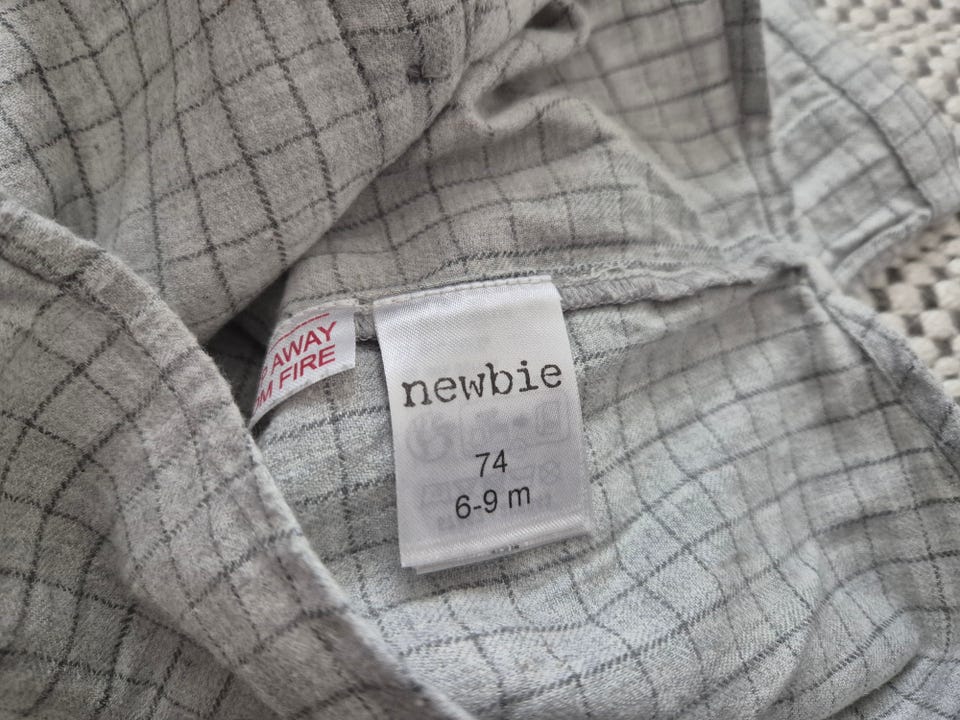 AWAY
FIRE
newbie
74
6-9 m